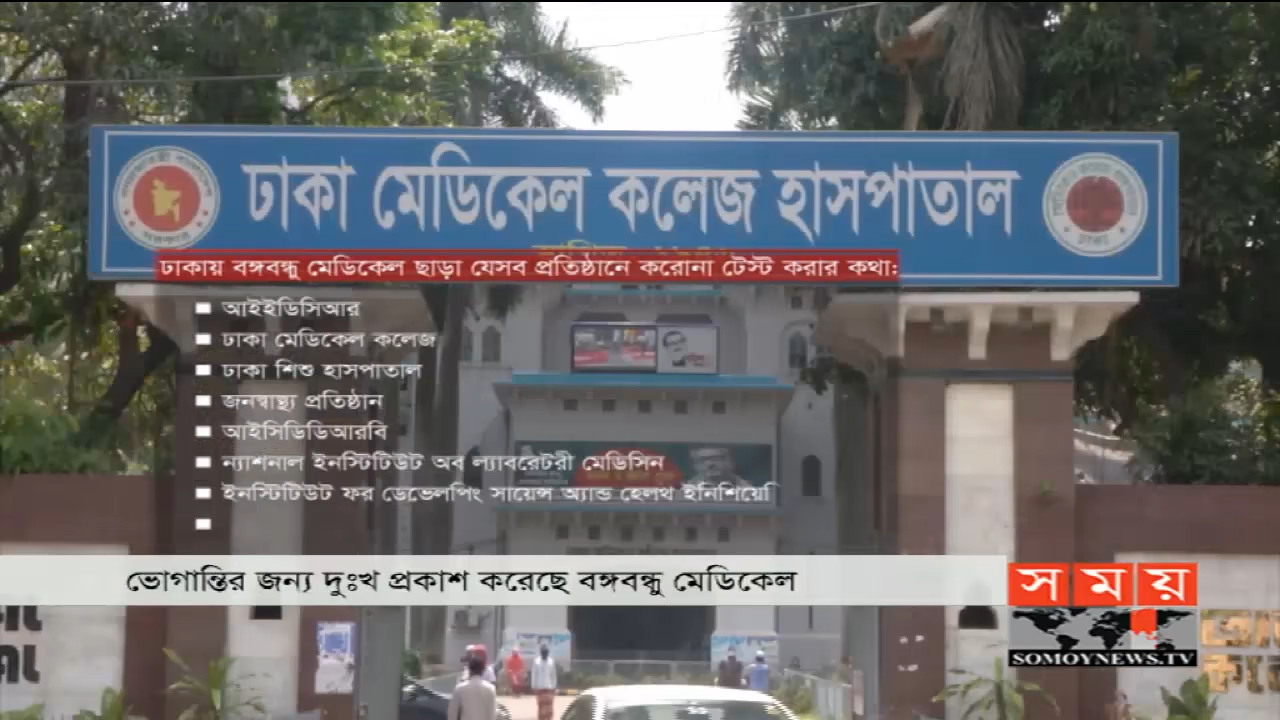 ঢাকা মেডিকেল কলেজ হাসপাতাল
ঢাকায় বঙ্গবন্ধু মেডিকেল ছাড়া যেসব প্রতিষ্ঠানে করোনা টেস্ট করার কথা:
আইইডিসিআর
ঢাকা মেডিকেল কলেজ
ঢাকা শিশু হাসপাতাল
জনস্বাস্থ্য প্রতিষ্ঠান
আইসিডিডিআরবি
ন্যাশনাল ইনস্টিটিউট অব ল্যাবরেটরী মেডিসিন
ইনস্টিটিউট ফর ডেভেলপিং সায়েন্স অ্যান্ড হেলথ ইনিশিয়ে
ভোগান্তির জন্য দুঃখ প্রকাশ করেছে বঙ্গবন্ধু মেডিকেল
সময়
SOMOYNEWS.TV